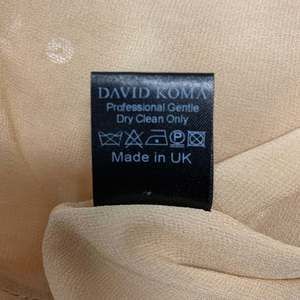 DAVID KOMA
Professional Gentle
Dry Clean Only
Made in UK